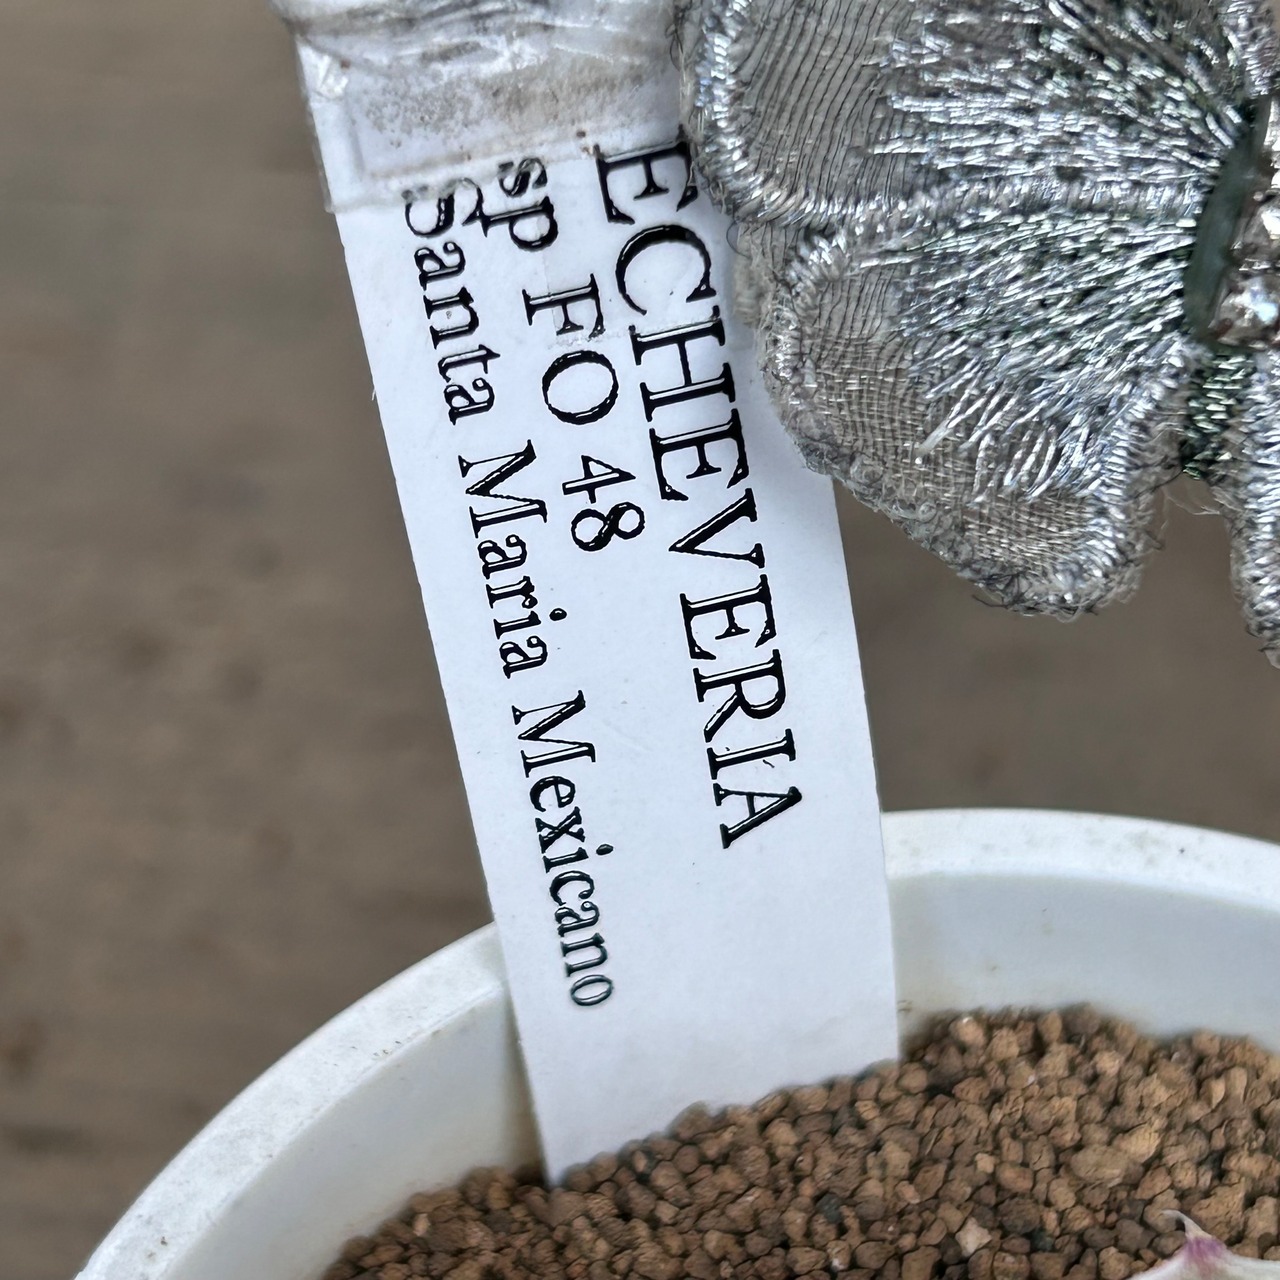 ECHEVERIA
sp FO 48
Santa Maria Mexicano